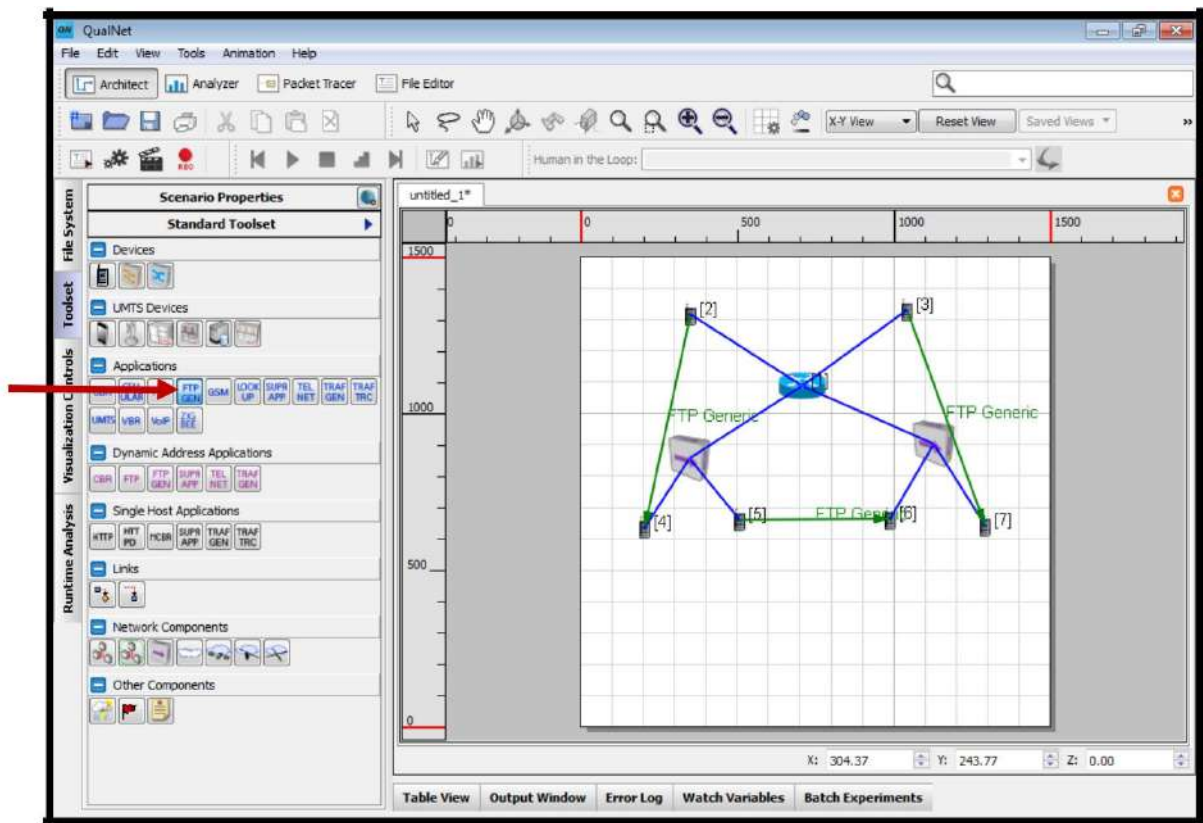 QualNet
File Edit View Tools Animation Help
Architect Analyzer Packet Tracer File Editor
X-Y View Reset View Saved Views »
REC Human in the Loop:
File System
Toolset
Visualization Controls
Runtime Analysis
Scenario Properties
Standard Toolset
Devices
UMTS Devices
Applications
FTP GEN GSM LOOK UP SUPR APP TEL NET TRAF GEN TRAF TRC
UMTS VBR VoIP ZIG BEE
Dynamic Address Applications
CBR FTP FTP GEN SUPR APP TEL NET TRAF GEN
Single Host Applications
HTTP HTT PD MCBR SUPR APP TRAF GEN TRAF TRC
Links
Network Components
Other Components
untitled_1*
0 0 500 1000 1500
1500
[2] [3]
[1]
1000
FTP Generic FTP Generic
[4] [5] FTP Generic [6] [7]
500
0
X: 304.37 Y: 243.77 Z: 0.00
Table View Output Window Error Log Watch Variables Batch Experiments